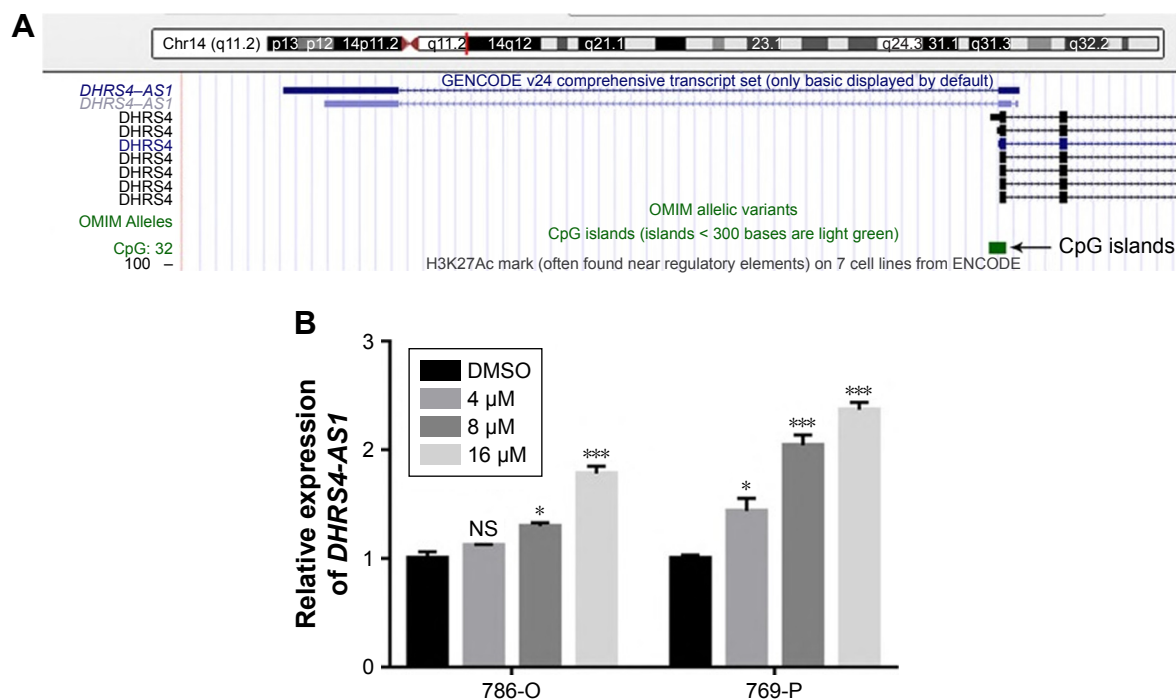 A
Chr14 (q11.2) p13 p12 14p11.2 q11.2 14q12 q21.1 23.1 q24.3 31.1 q31.3 q32.2
GENCODE v24 comprehensive transcript set (only basic displayed by default)
DHRS4–AS1
DHRS4–AS1
DHRS4
DHRS4
DHRS4
DHRS4
DHRS4
DHRS4
DHRS4
OMIM allelic variants
OMIM Alleles
CpG islands (islands < 300 bases are light green)
CpG: 32
CpG islands
100 –
H3K27Ac mark (often found near regulatory elements) on 7 cell lines from ENCODE
B
Relative expression
of DHRS4-AS1
3
2
1
0
DMSO
4 µM
8 µM
16 µM
NS
*
***
*
***
***
786-O
769-P